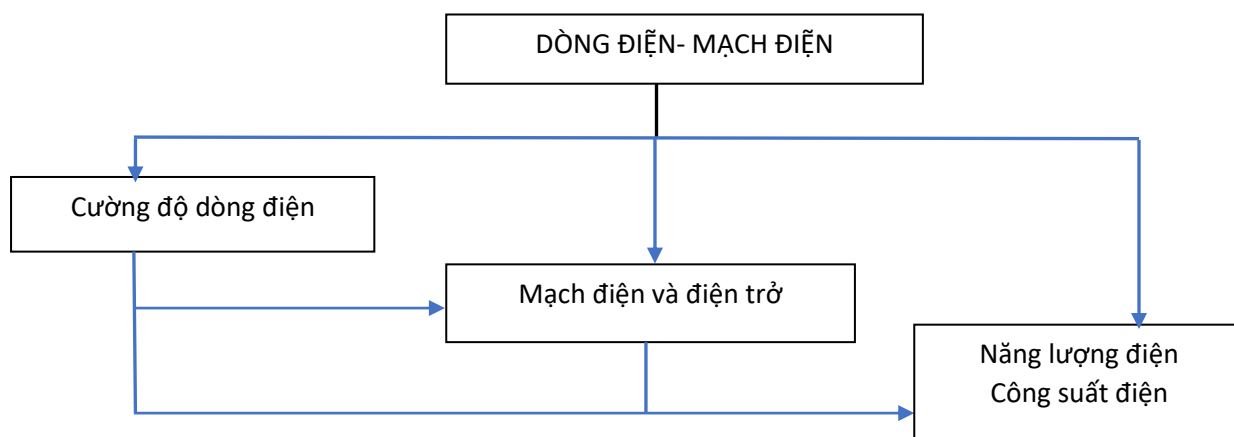 DÒNG ĐIỆN- MẠCH ĐIỆN
Cường độ dòng điện
Mạch điện và điện trở
Năng lượng điện
Công suất điện